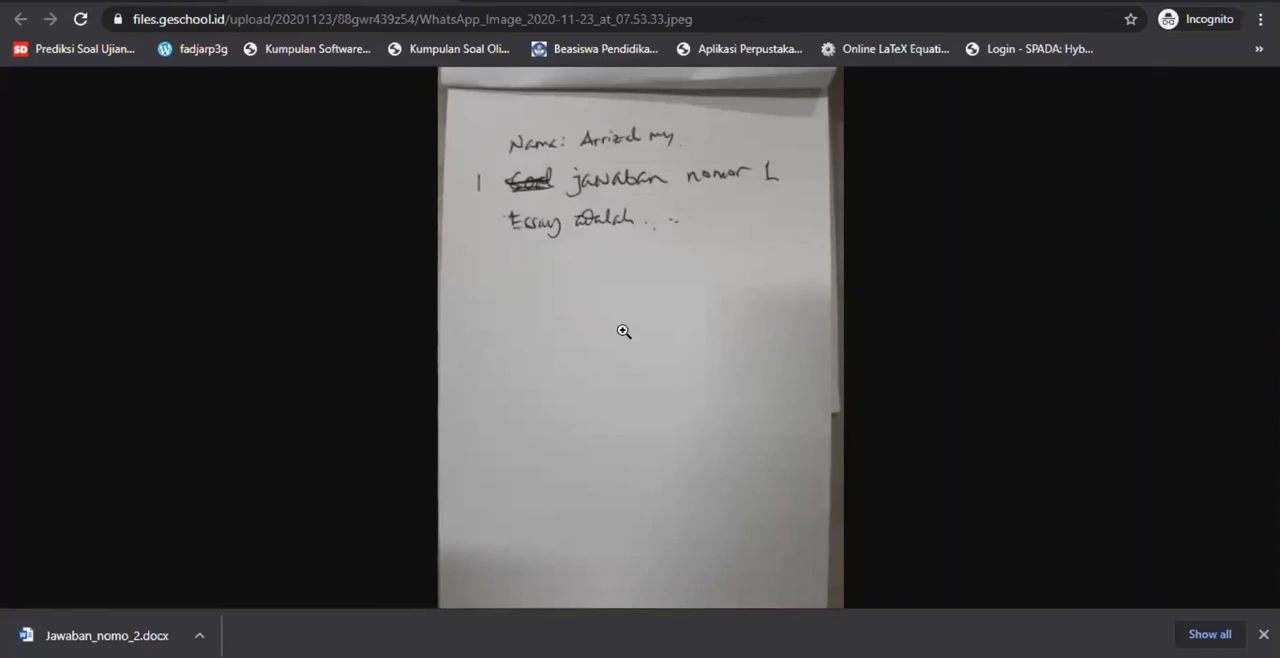 files.geschool.id/upload/20201123/88gwr439z54/WhatsApp_Image_2020-11-23_at_07.53.33.jpeg
Incognito
Prediksi Soal Ujian... fadjarp3g Kumpulan Software... Kumpulan Soal Oli... Beasiswa Pendidika... Aplikasi Perpustaka... Online LaTeX Equati... Login - SPADA: Hyb... »
Nama: Arrizal my
1 jawaban nomor 1
Essay adalah....
Jawaban_nomo_2.docx
Show all